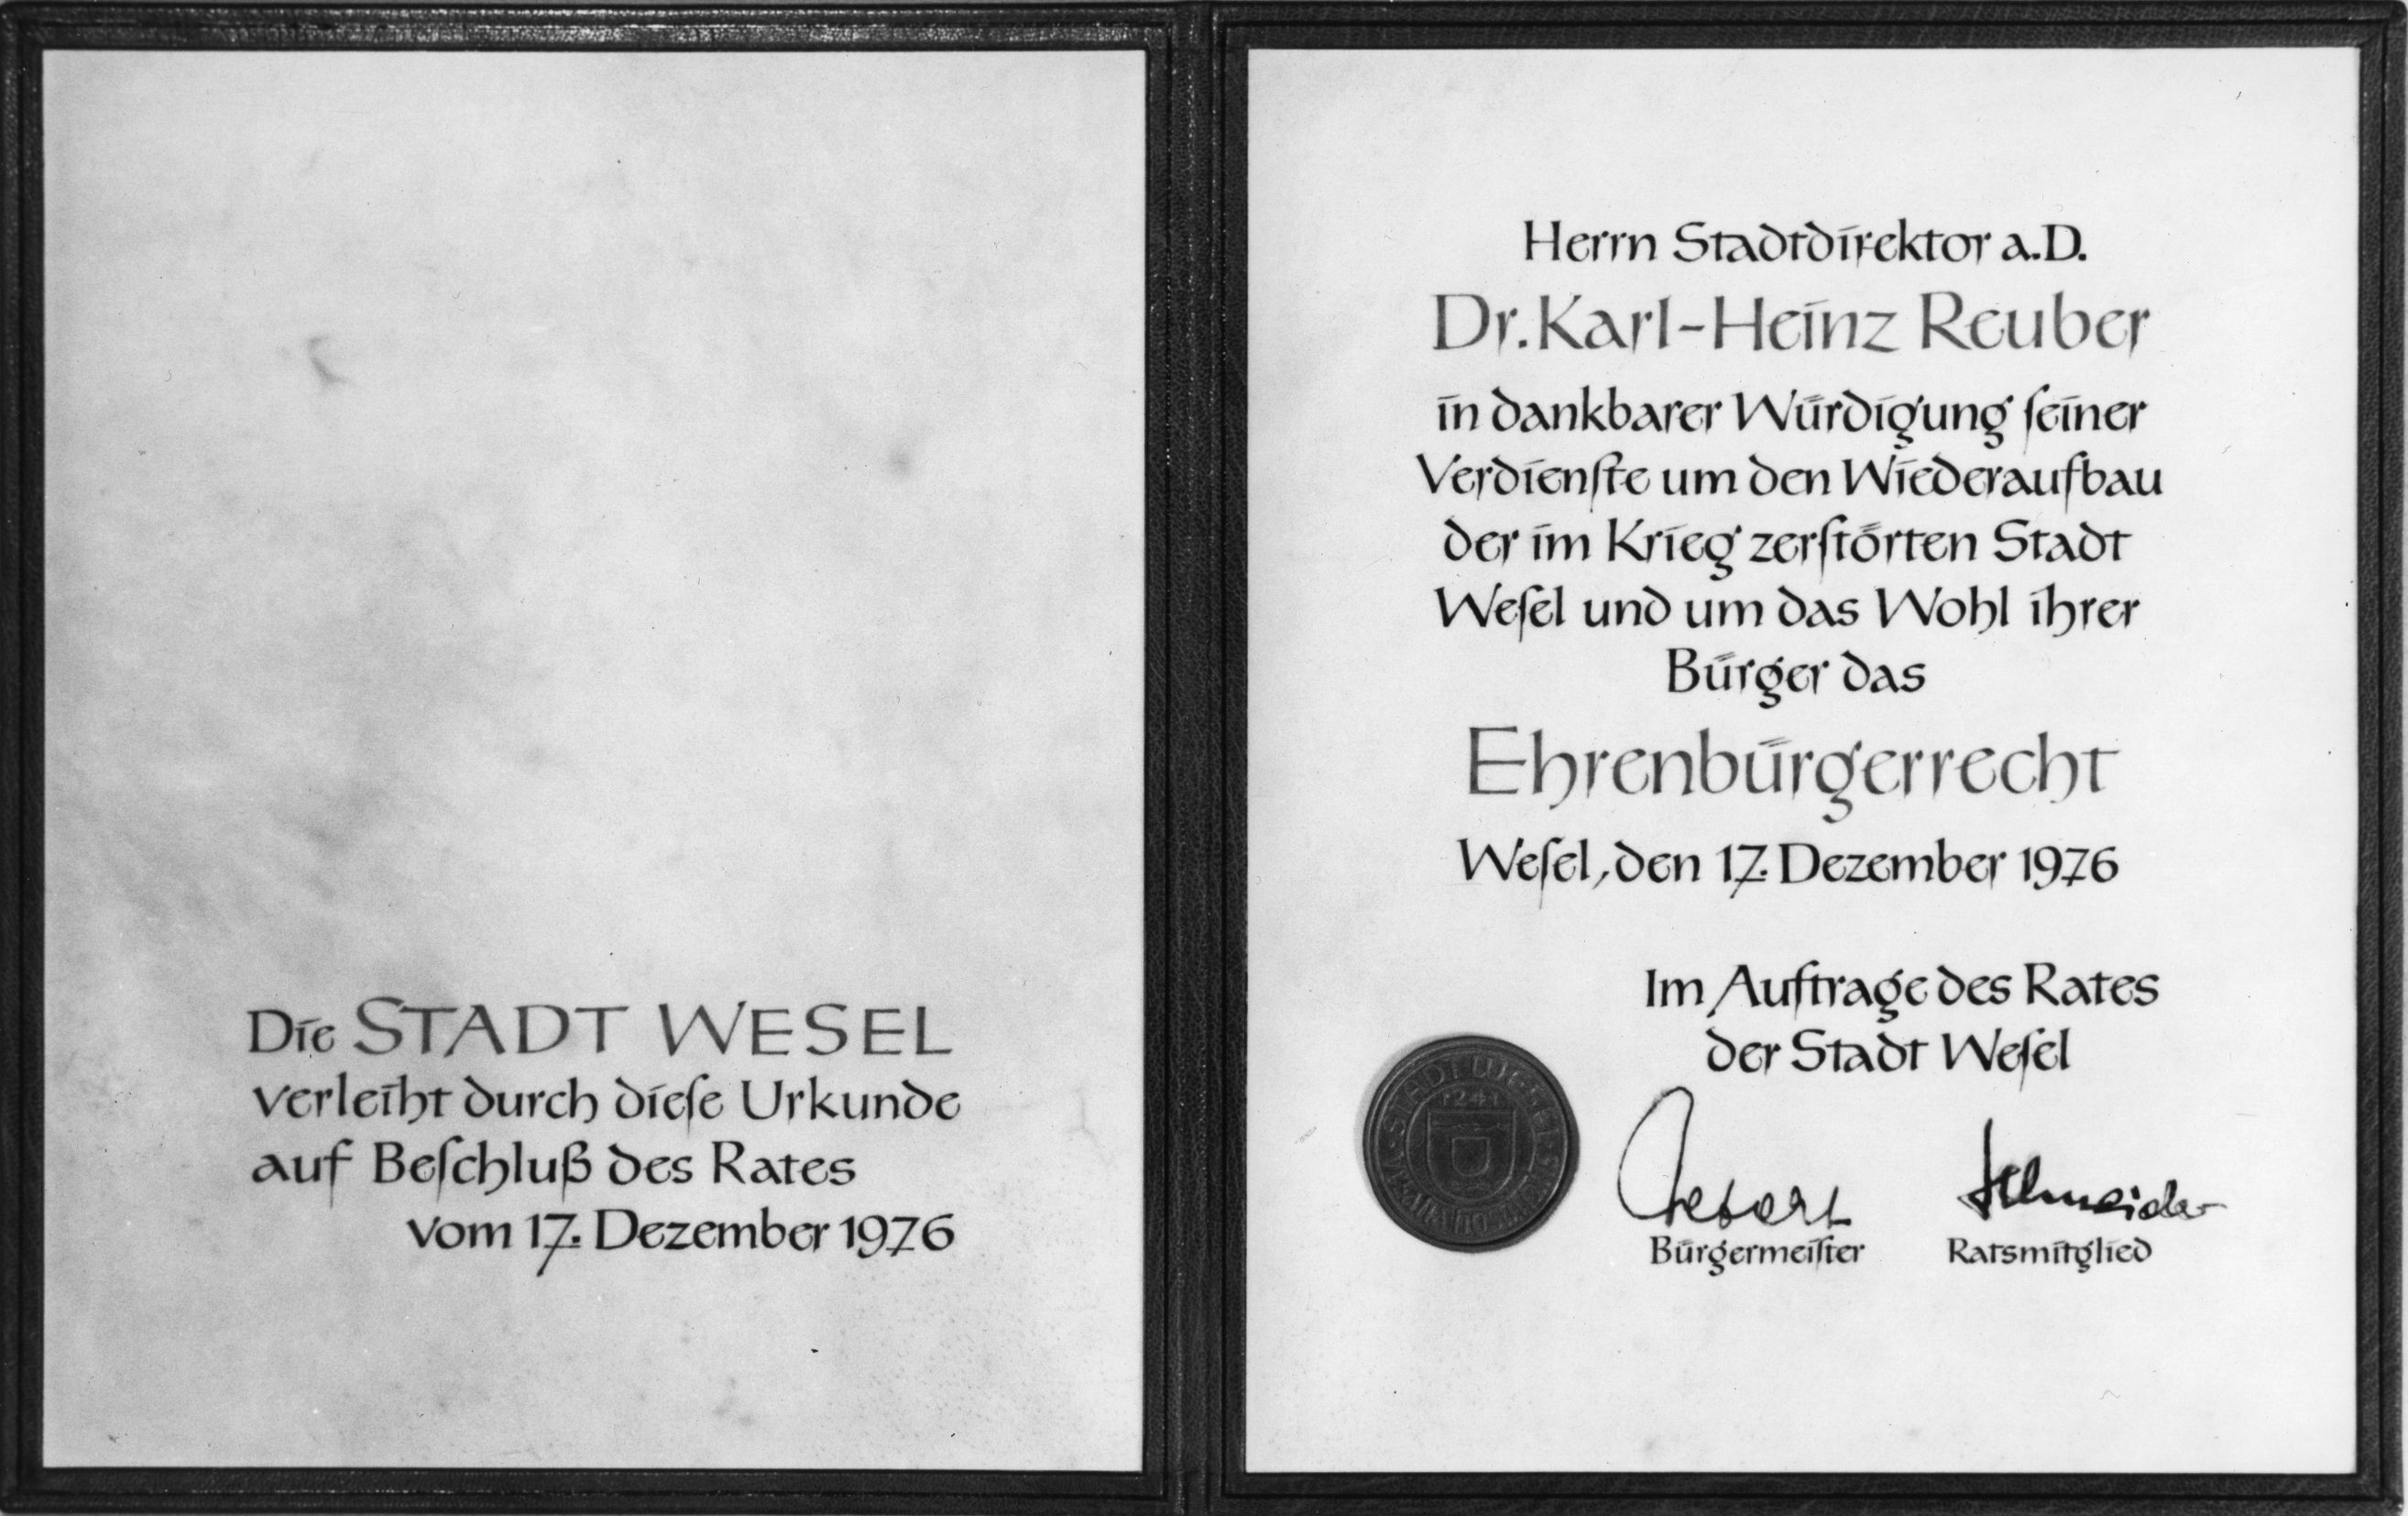 Die STADT WESEL
verleiht durch dieſe Urkunde
auf Beſchluß des Rates
vom 17. Dezember 1976
Herrn Stadtdirektor a.D.
Dr. Karl-Heinz Reuber
in dankbarer Würdigung ſeiner
Verdienſte um den Wiederaufbau
der im Krieg zerſtörten Stadt
Weſel und um das Wohl ihrer
Bürger das
Ehrenbürgerrecht
Weſel, den 17. Dezember 1976
Im Auftrage des Rates
der Stadt Weſel
STADT WESEL
1241
Schneider
Bürgermeiſter Ratsmitglied